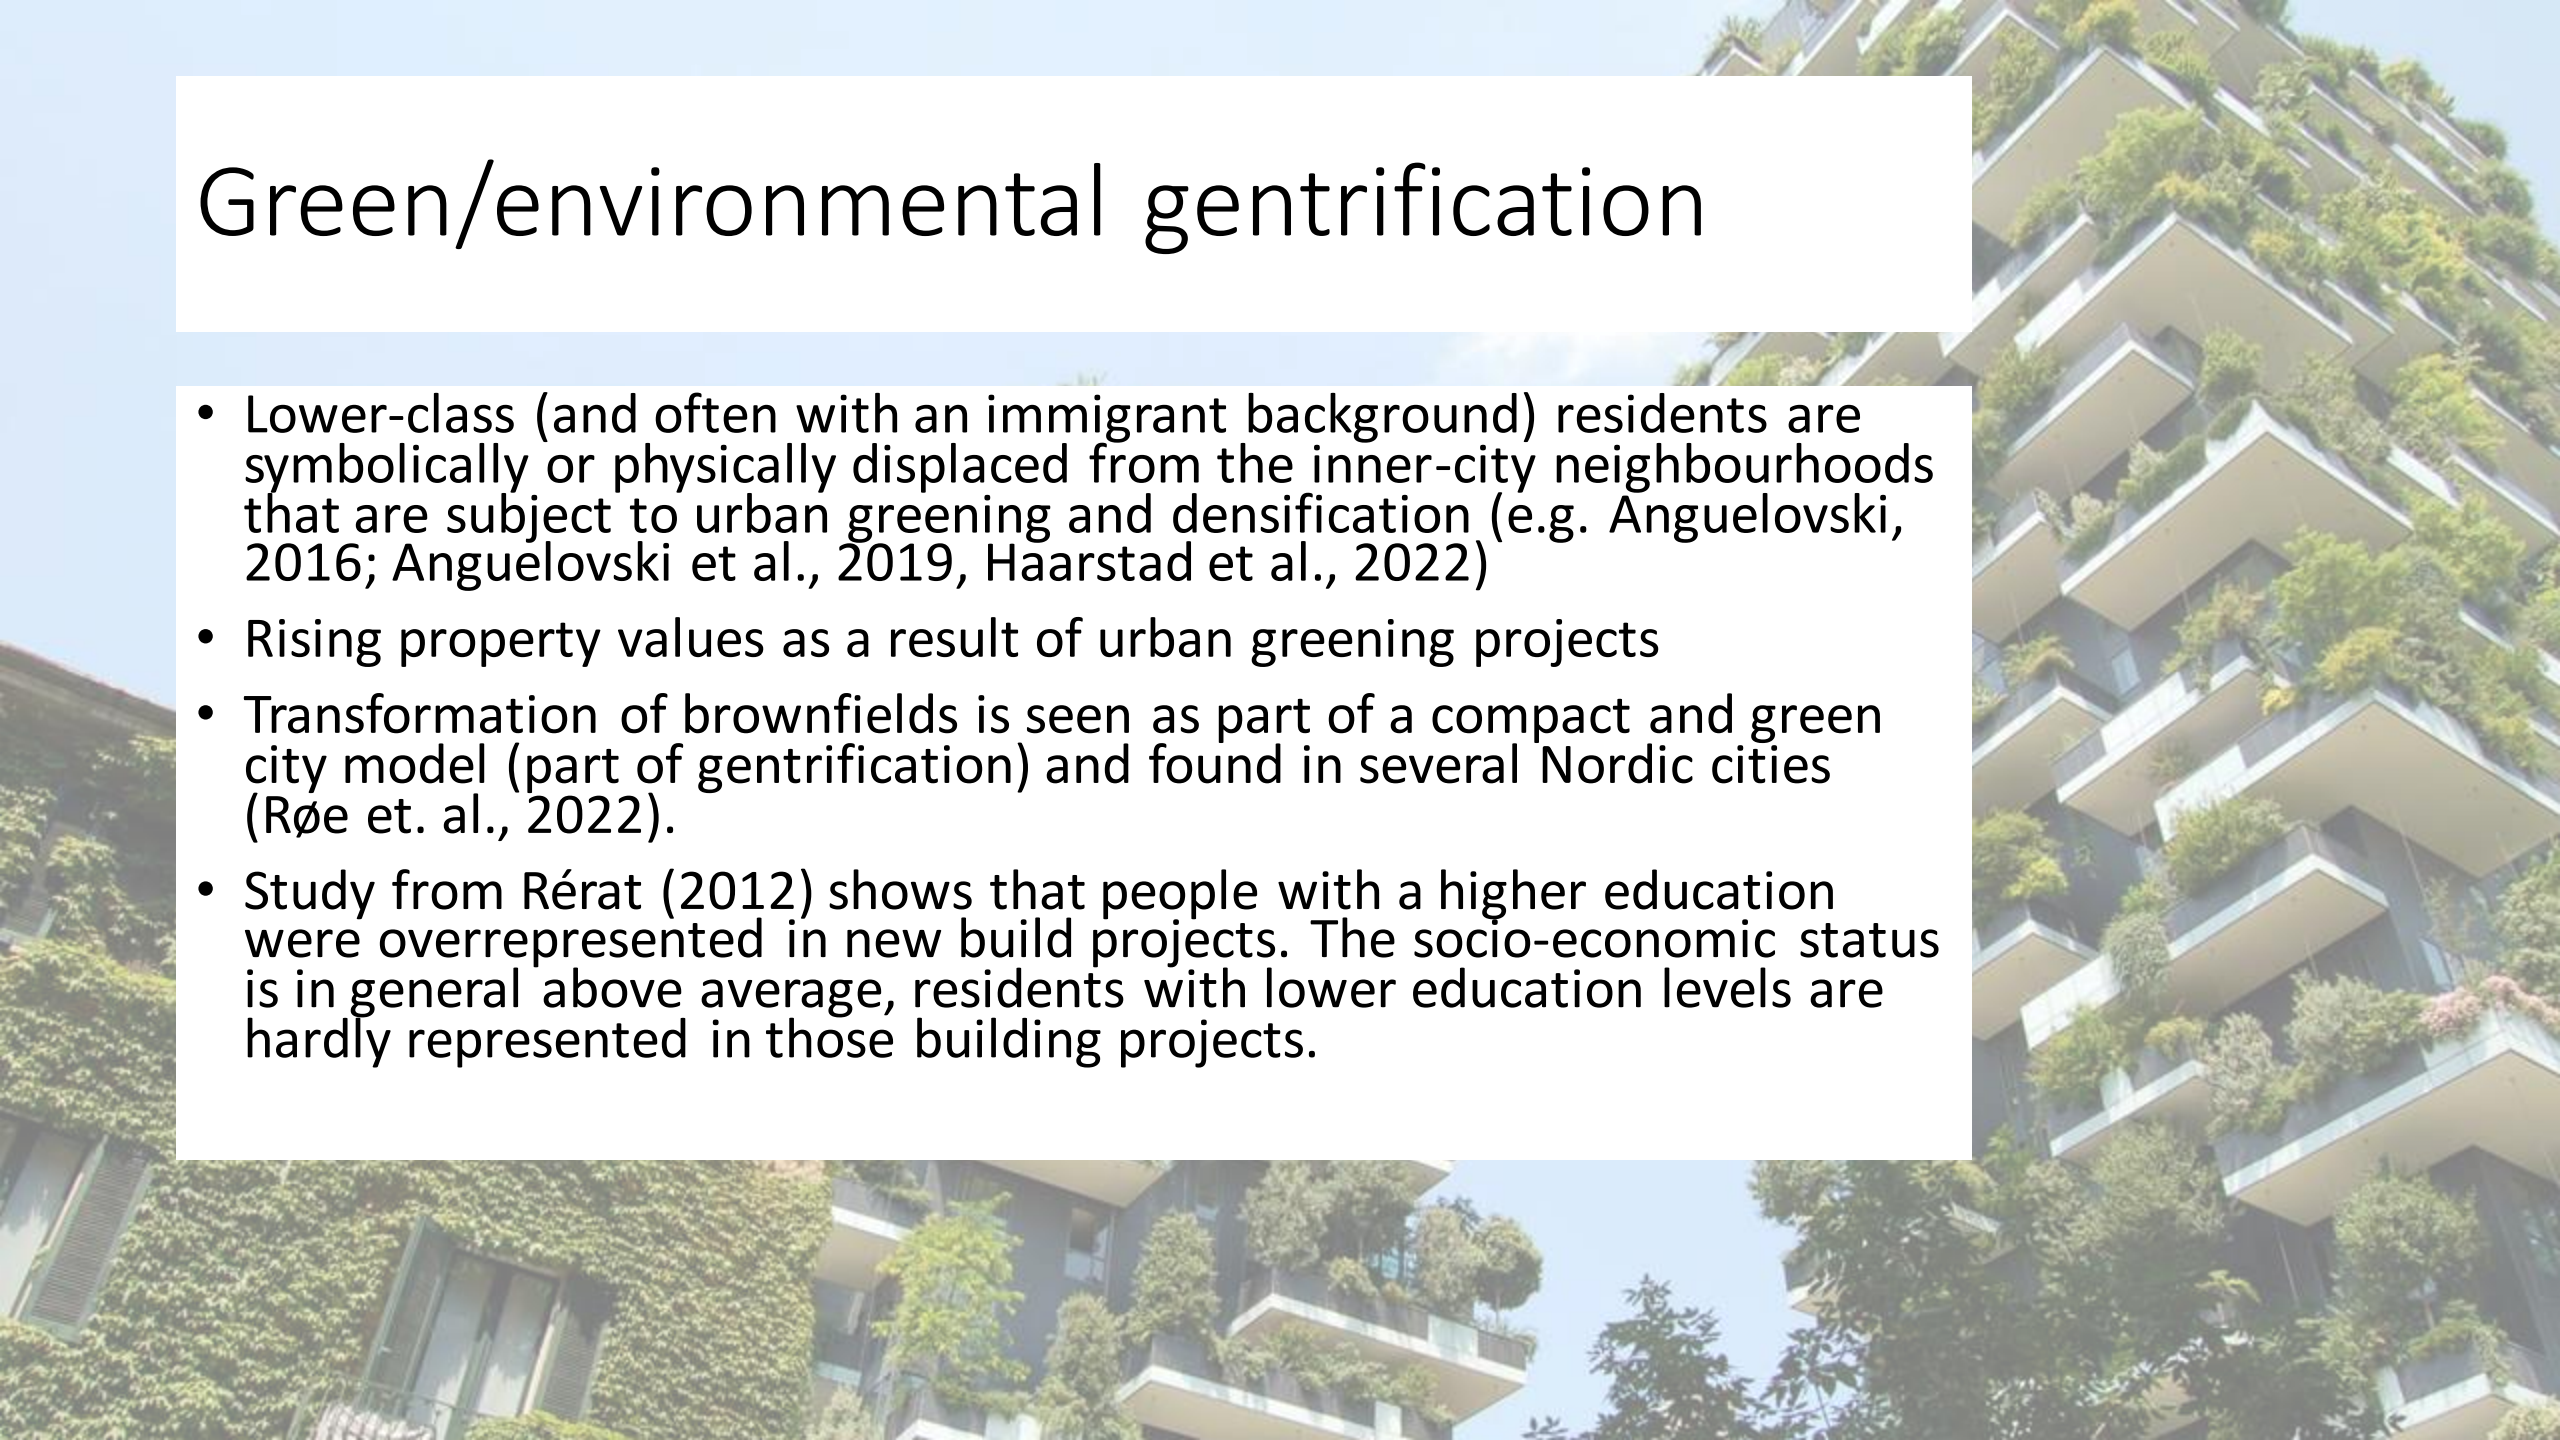 Green/environmental gentrification
• Lower-class (and often with an immigrant background) residents are
symbolically or physically displaced from the inner-city neighbourhoods
that are subject to urban greening and densification (e.g. Anguelovski,
2016; Anguelovski et al., 2019, Haarstad et al., 2022)
• Rising property values as a result of urban greening projects
• Transformation of brownfields is seen as part of a compact and green
city model (part of gentrification) and found in several Nordic cities
(Røe et. al., 2022).
• Study from Rérat (2012) shows that people with a higher education
were overrepresented in new build projects. The socio-economic status
is in general above average, residents with lower education levels are
hardly represented in those building projects.